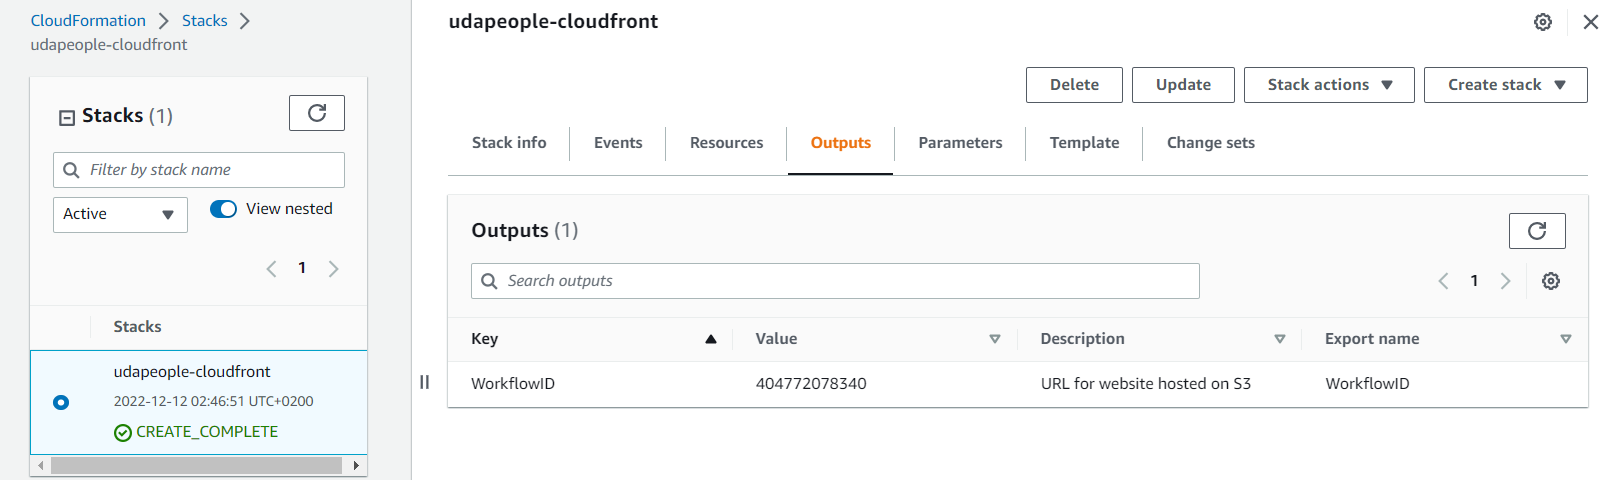 CloudFormation > Stacks >
udapeople-cloudfront
Stacks (1)
Filter by stack name
Active
View nested
1
Stacks
udapeople-cloudfront
2022-12-12 02:46:51 UTC+0200
CREATE_COMPLETE
udapeople-cloudfront
Delete Update Stack actions Create stack
Stack info Events Resources Outputs Parameters Template Change sets
Outputs (1)
Search outputs
1
Key Value Description Export name
WorkflowID 404772078340 URL for website hosted on S3 WorkflowID